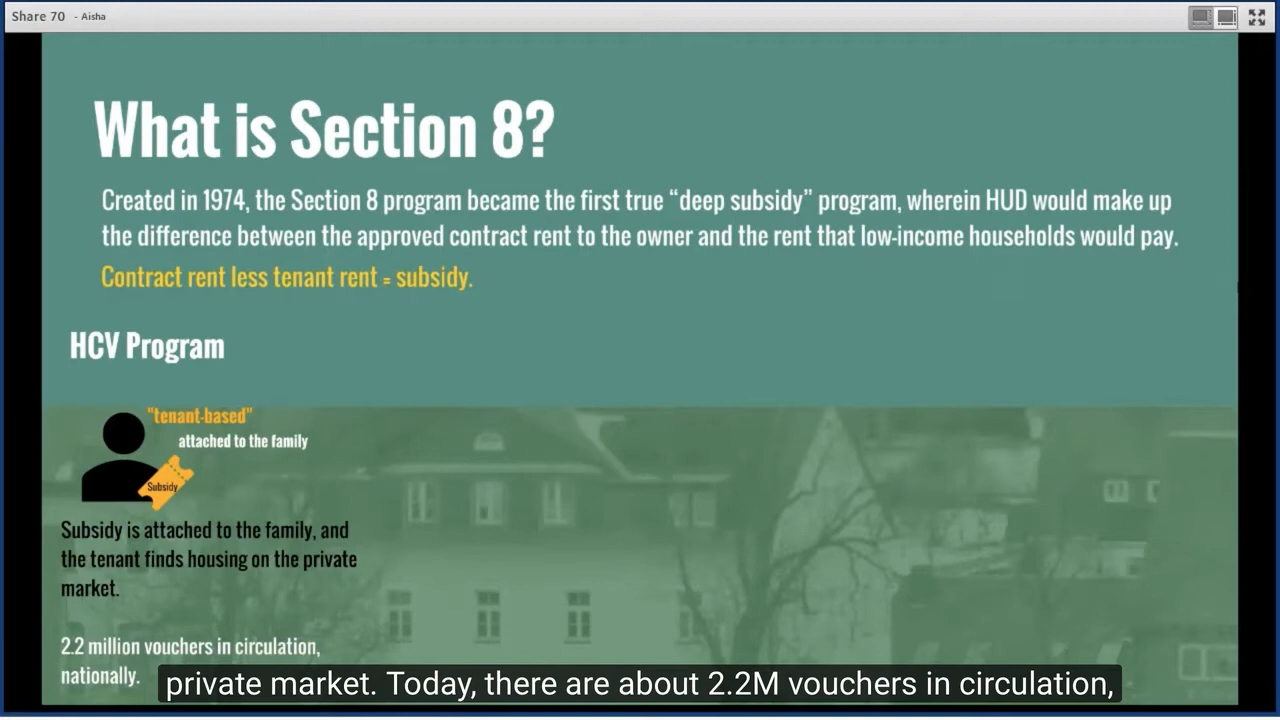 Share 70 - Aisha
What is Section 8?
Created in 1974, the Section 8 program became the first true “deep subsidy” program, wherein HUD would make up
the difference between the approved contract rent to the owner and the rent that low-income households would pay.
Contract rent less tenant rent = subsidy.
HCV Program
"tenant-based"
attached to the family
Subsidy
Subsidy is attached to the family, and
the tenant finds housing on the private
market.
2.2 million vouchers in circulation,
nationally.
private market. Today, there are about 2.2M vouchers in circulation,